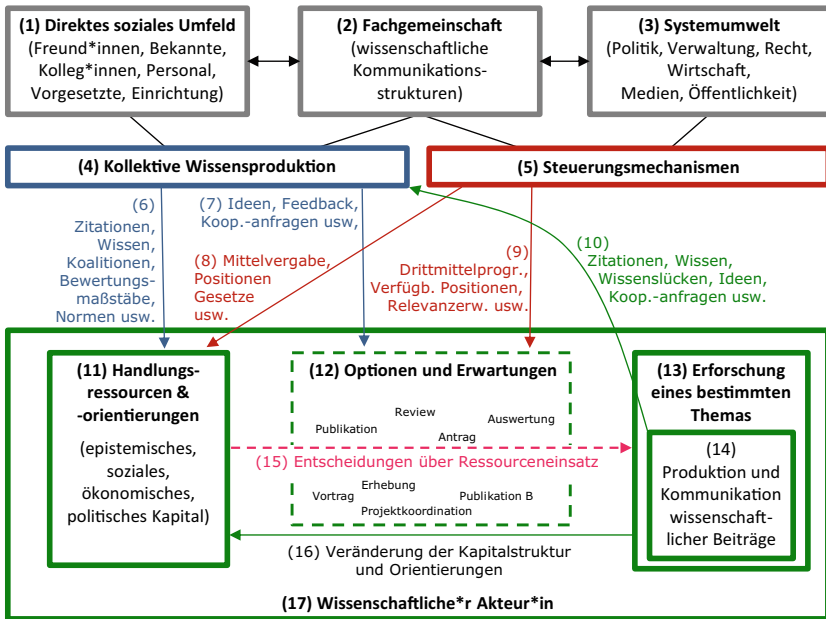 (1) Direktes soziales Umfeld
(Freund*innen, Bekannte,
Kolleg*innen, Personal,
Vorgesetzte, Einrichtung)
(2) Fachgemeinschaft
(wissenschaftliche
Kommunikations-
strukturen)
(3) Systemumwelt
(Politik, Verwaltung, Recht,
Wirtschaft,
Medien, Öffentlichkeit)
(4) Kollektive Wissensproduktion
(5) Steuerungsmechanismen
(6)
Zitationen,
Wissen,
Koalitionen,
Bewertungs-
maßstäbe,
Normen usw.
(7) Ideen, Feedback,
Koop.-anfragen usw,
(8) Mittelvergabe,
Positionen
Gesetze
usw.
(9)
Drittmittelprogr.,
Verfügb. Positionen,
Relevanzerw. usw.
(10)
Zitationen, Wissen,
Wissenslücken, Ideen,
Koop.-anfragen usw.
(11) Handlungs-
ressourcen &
-orientierungen
(epistemisches,
soziales,
ökonomisches,
politisches Kapital)
(12) Optionen und Erwartungen
Review
Publikation
Auswertung
Antrag
(15) Entscheidungen über Ressourceneinsatz
Erhebung
Vortrag
Publikation B
Projektkoordination
(13) Erforschung
eines bestimmten
Themas
(14)
Produktion und
Kommunikation
wissenschaft-
licher Beiträge
(16) Veränderung der Kapitalstruktur
und Orientierungen
(17) Wissenschaftliche*r Akteur*in